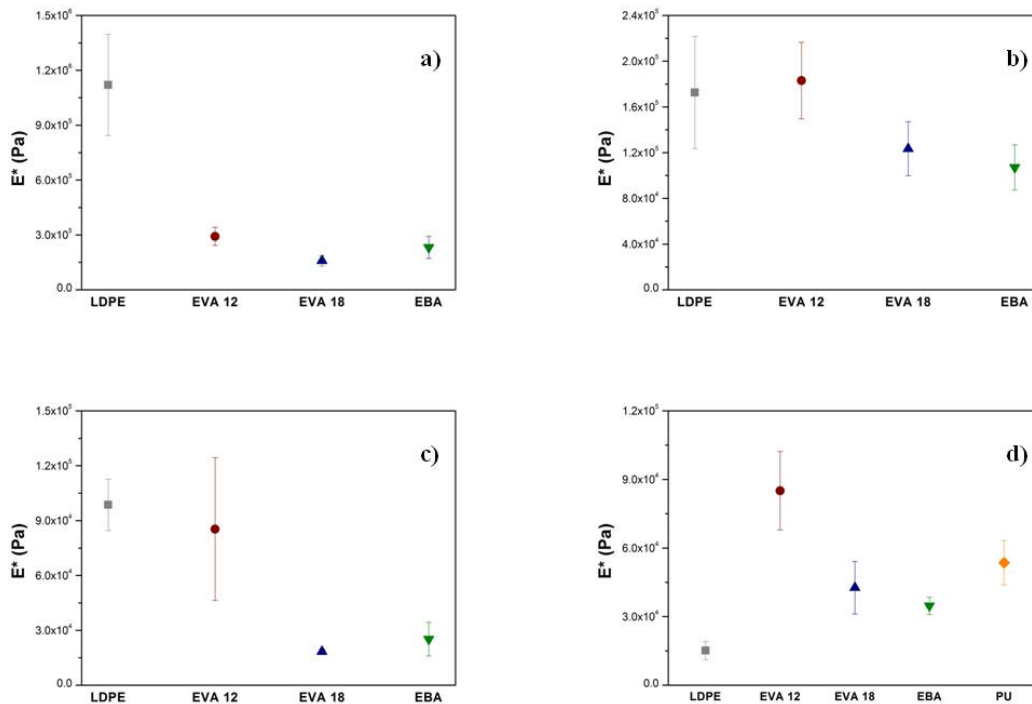 a)
E* (Pa)
1.5x10⁶
1.2x10⁶
9.0x10⁵
6.0x10⁵
3.0x10⁵
0.0
LDPE EVA 12 EVA 18 EBA
b)
E* (Pa)
2.4x10⁵
2.0x10⁵
1.6x10⁵
1.2x10⁵
8.0x10⁴
4.0x10⁴
0.0
LDPE EVA 12 EVA 18 EBA
c)
E* (Pa)
1.5x10⁵
1.2x10⁵
9.0x10⁴
6.0x10⁴
3.0x10⁴
0.0
LDPE EVA 12 EVA 18 EBA
d)
E* (Pa)
1.2x10⁵
9.0x10⁴
6.0x10⁴
3.0x10⁴
0.0
LDPE EVA 12 EVA 18 EBA PU